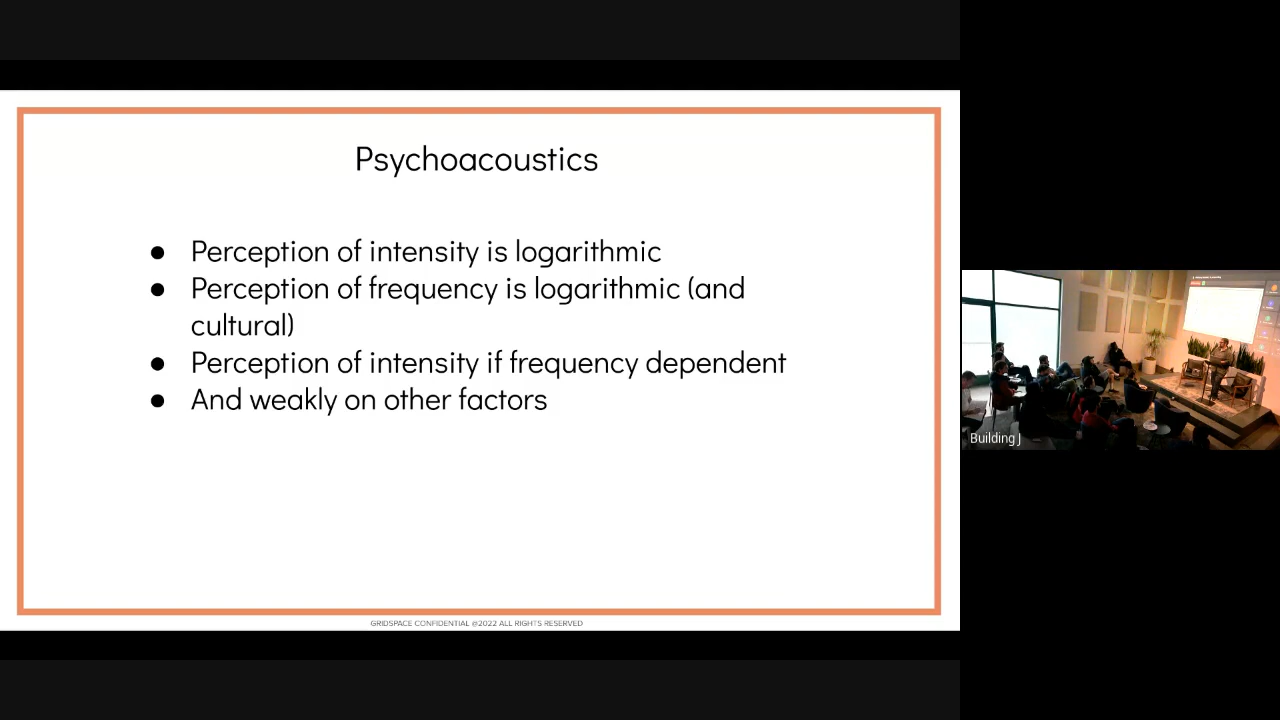 Psychoacoustics
● Perception of intensity is logarithmic
● Perception of frequency is logarithmic (and
cultural)
● Perception of intensity if frequency dependent
● And weakly on other factors
GRIDSPACE CONFIDENTIAL @2022 ALL RIGHTS RESERVED
Building J